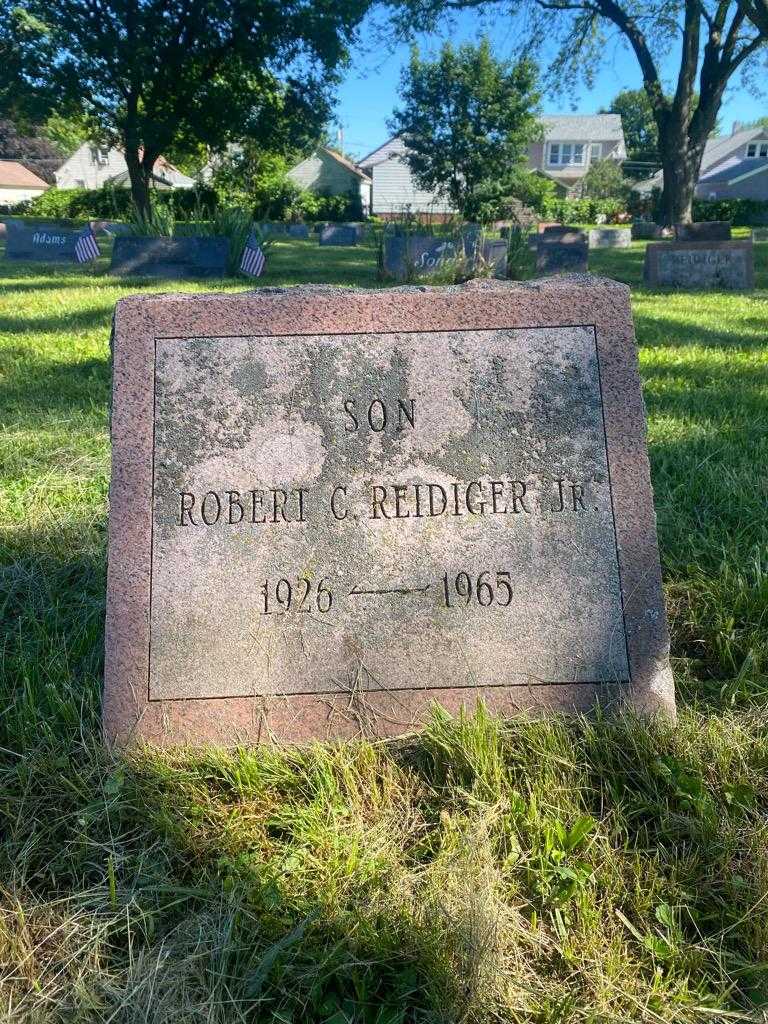 Adams
REIDIGER
SON
ROBERT C. REIDIGER JR.
1926 — 1965